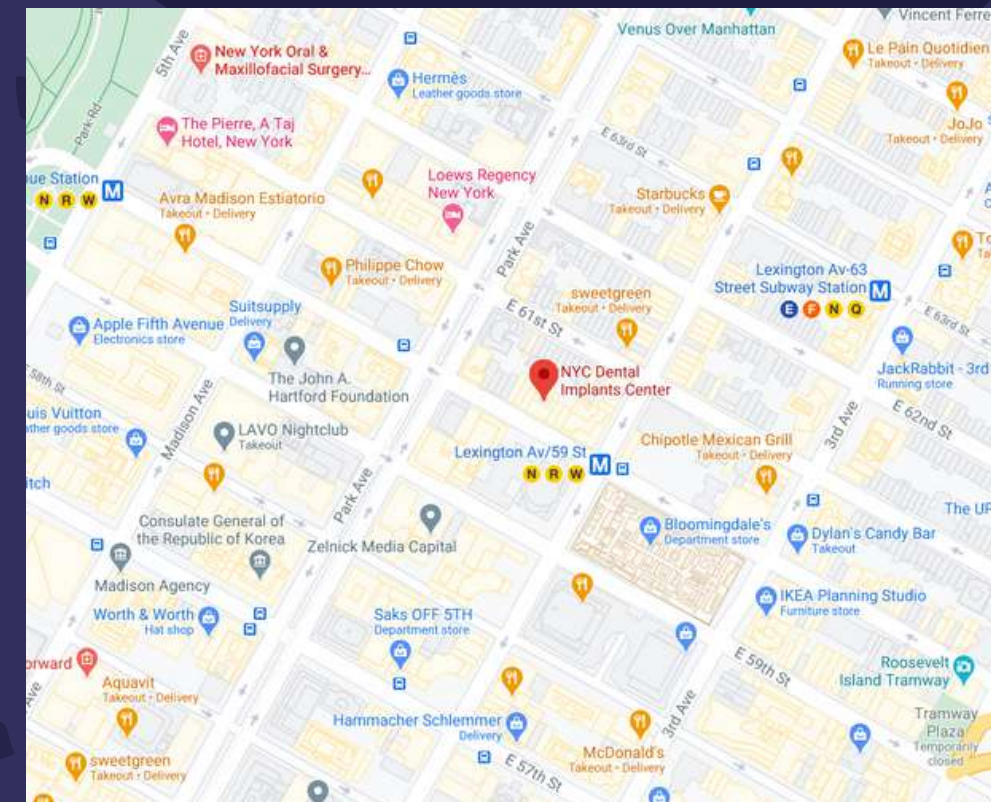 Venus Over Manhattan
Vincent Ferre
5th Ave
New York Oral &
Maxillofacial Surgery...
Hermès
Leather goods store
Le Pain Quotidien
Takeout • Delivery
Park Rd
The Pierre, A Taj
Hotel, New York
E 63rd St
JoJo
Takeout • Delivery
ue Station
M
N R W
Avra Madison Estiatorio
Takeout • Delivery
Loews Regency
New York
Starbucks
Takeout • Delivery
Park Ave
Philippe Chow
Takeout • Delivery
Lexington Av-63
Street Subway Station
M
E F N Q
sweetgreen
Takeout • Delivery
E 61st St
E 63rd St
Suitsupply
Delivery
Apple Fifth Avenue
Electronics store
The John A.
Hartford Foundation
NYC Dental
Implants Center
JackRabbit - 3rd
Running store
58th St
Madison Ave
uis Vuitton
ther goods store
LAVO Nightclub
Takeout
3rd Ave
E 62nd St
Lexington Av/59 St
M
N R W
Chipotle Mexican Grill
Takeout • Delivery
itch
Park Ave
The UP
Consulate General of
the Republic of Korea
Zelnick Media Capital
Bloomingdale's
Department store
Dylan's Candy Bar
Takeout
Madison Agency
Worth & Worth
Hat shop
Saks OFF 5TH
Department store
IKEA Planning Studio
Furniture store
orward
E 59th St
Roosevelt
Island Tramway
Aquavit
Takeout • Delivery
Ave
Hammacher Schlemmer
Delivery
3rd Ave
Tramway
Plaza
Temporarily
closed
sweetgreen
Takeout • Delivery
E 57th St
McDonald's
Takeout • Delivery